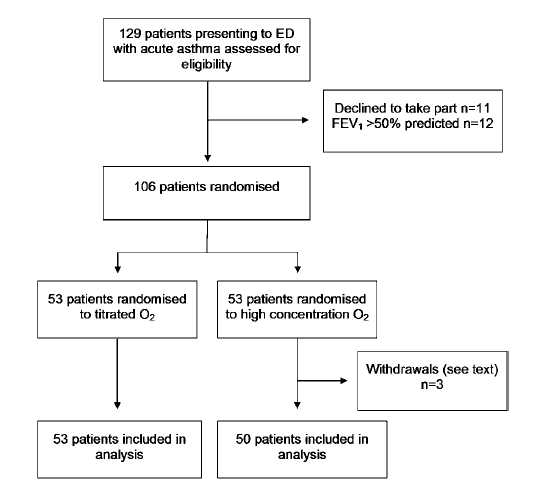 129 patients presenting to ED
with acute asthma assessed for
eligibility
Declined to take part n=11
FEV₁ >50% predicted n=12
106 patients randomised
53 patients randomised
to titrated O₂
53 patients randomised
to high concentration O₂
Withdrawals (see text)
n=3
53 patients included in
analysis
50 patients included in
analysis